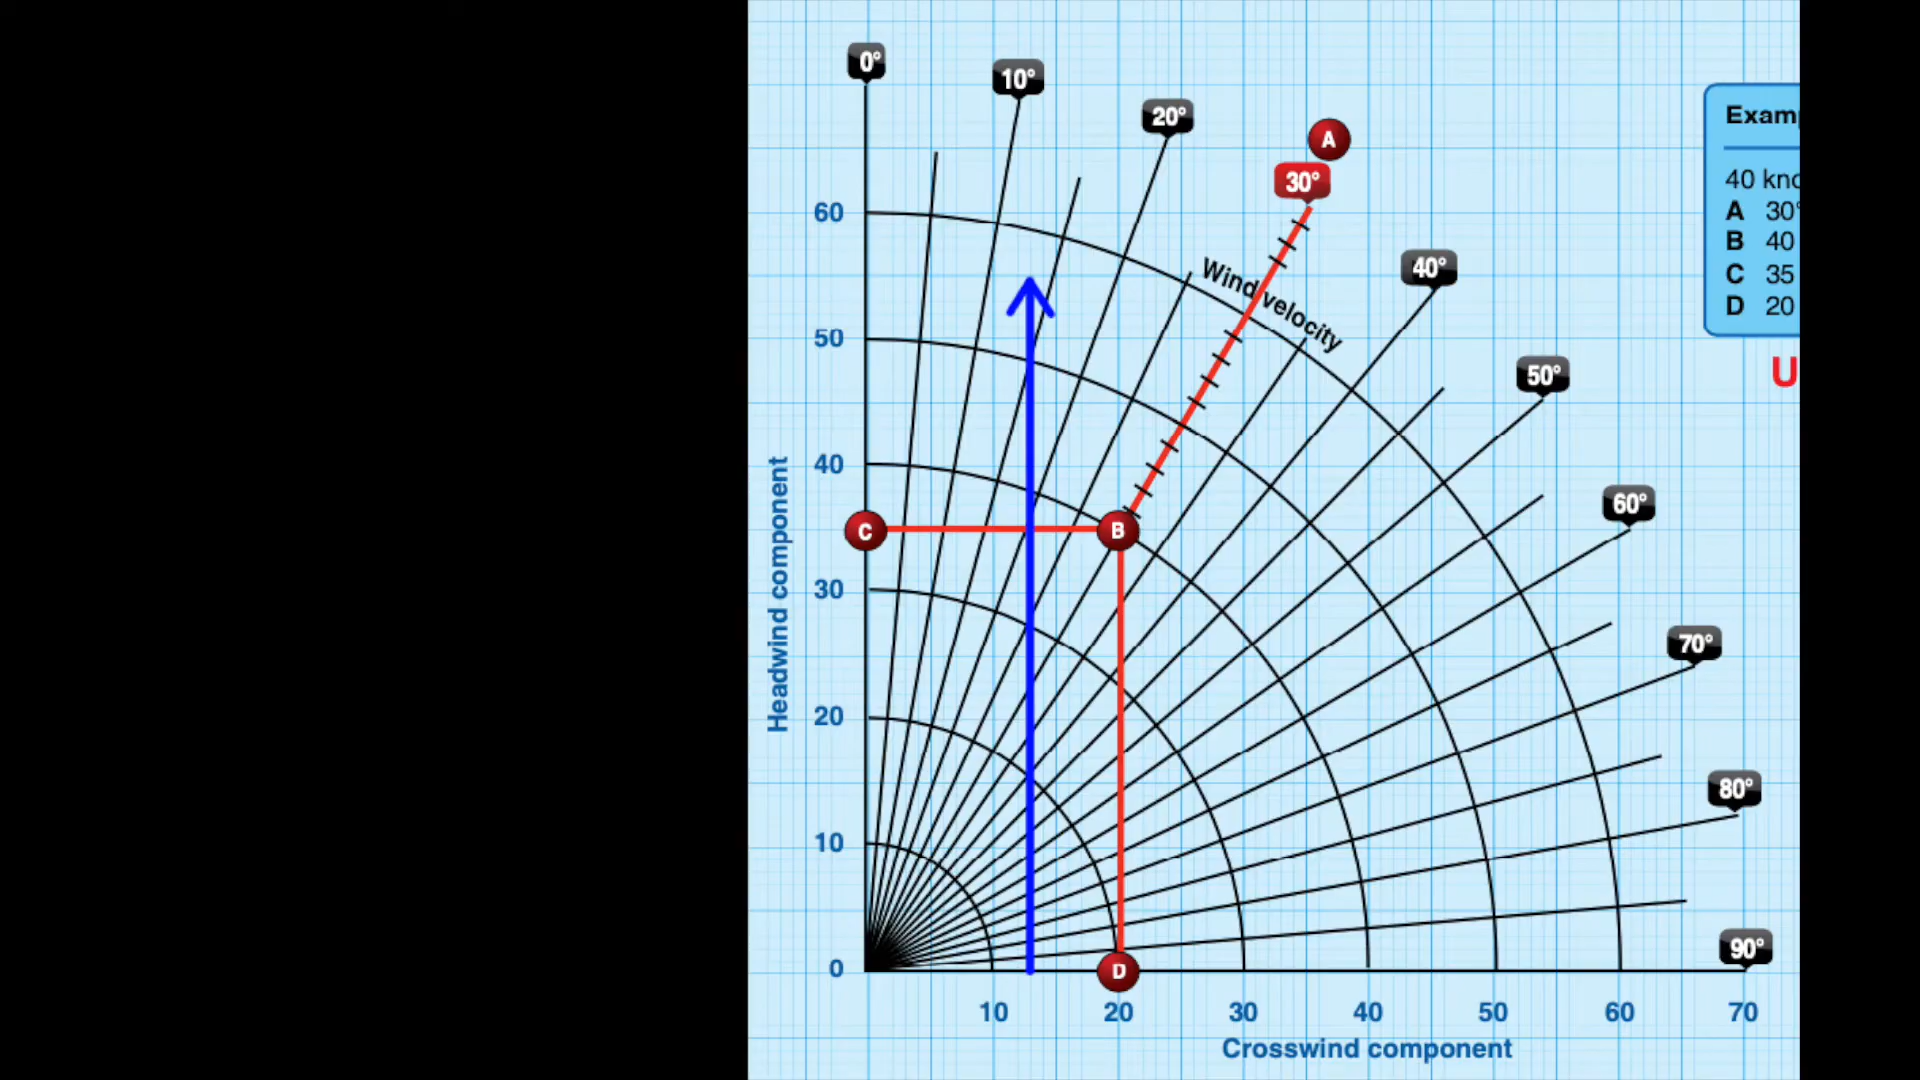 0°
10°
20°
A
30°
Exam
40 kno
A 30°
B 40
C 35
D 20
U
60
Wind velocity
40°
50
50°
40
60°
C
B
30
70°
Headwind component
20
80°
10
90°
0
D
10 20 30 40 50 60 70
Crosswind component